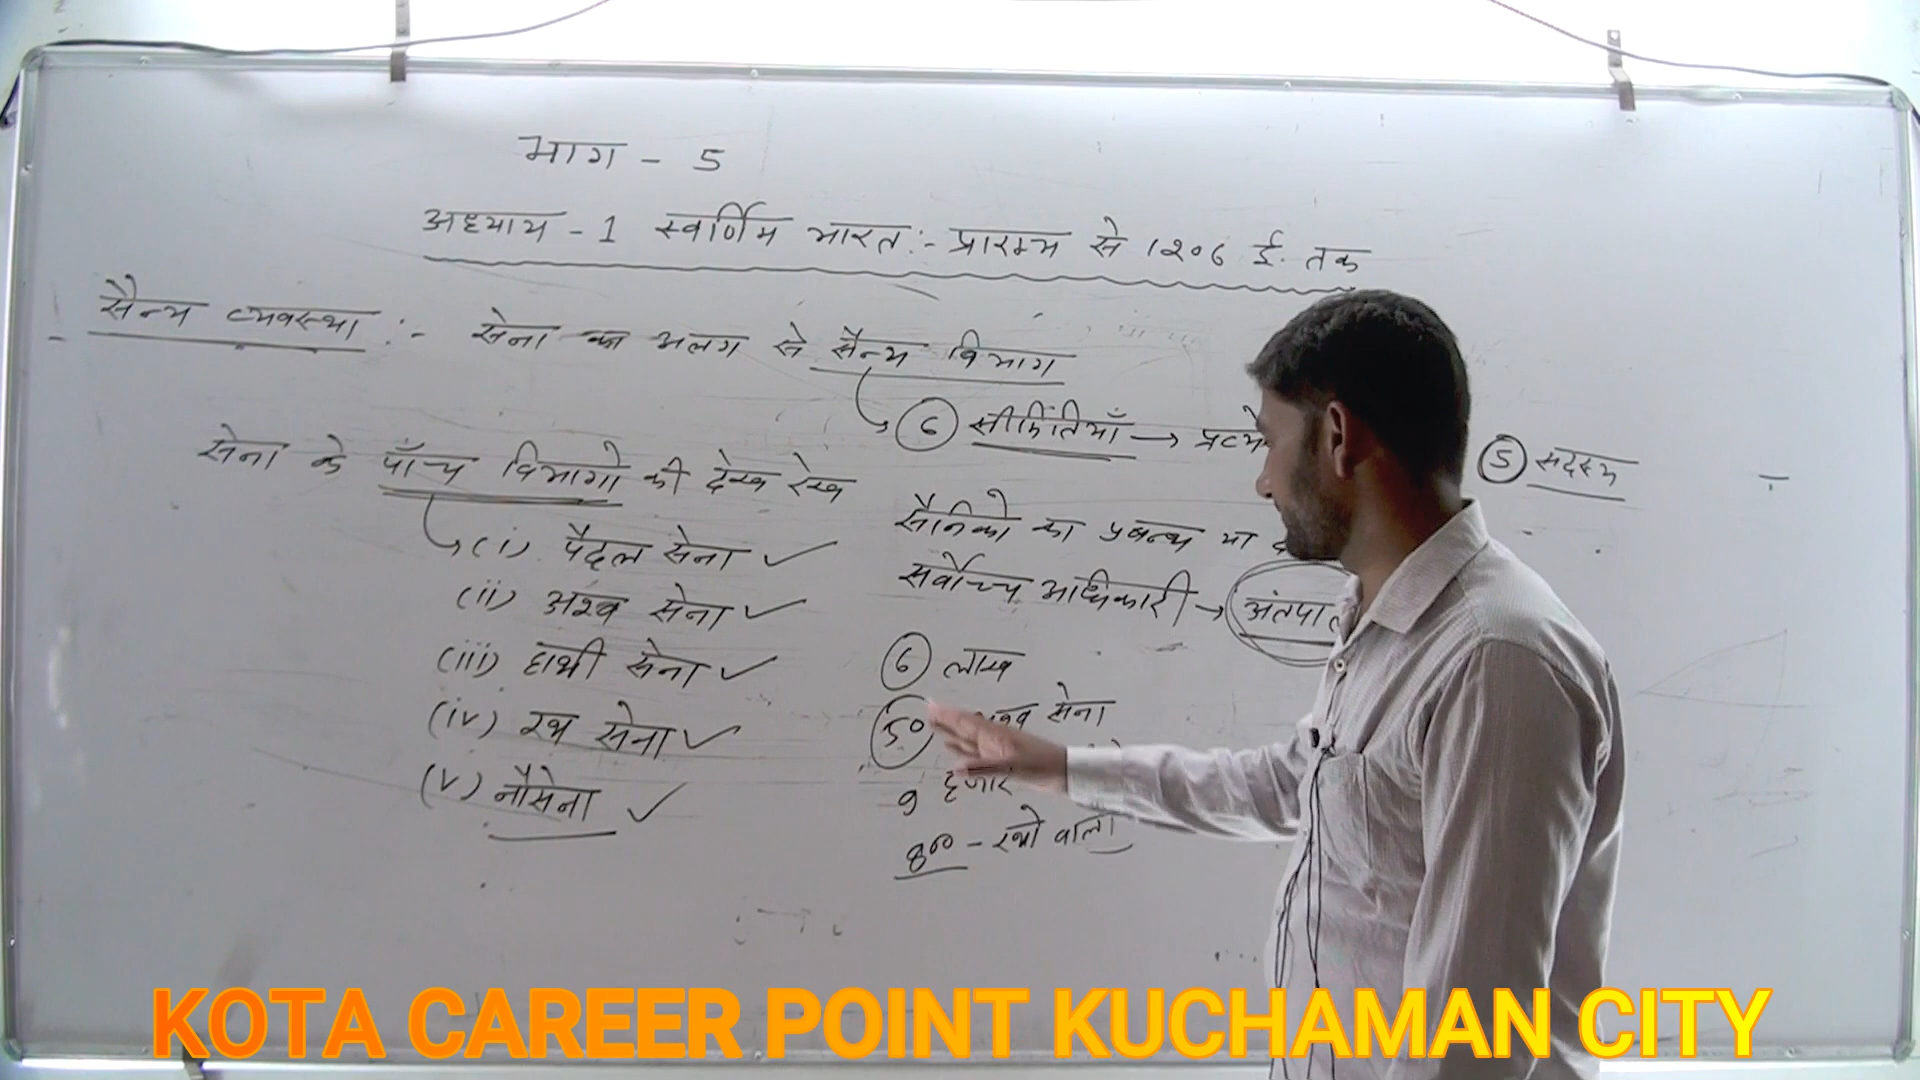 भाग - 5
अध्याय - 1 स्वर्णिम भारत :- प्रारम्भ से १२०६ ई. तक
सैन्य व्यवस्था :- सेना का अलग से सैन्य विभाग
6 समितियाँ → प्रत्ये
5 सदस्य
सेना के पाँच विभागो की देख रेख
(i) पैदल सेना ✓
(ii) अश्व सेना ✓
(iii) हाथी सेना ✓
(iv) रथ सेना ✓
(v) नौसेना ✓
सैनिको का प्रबन्ध या
सर्वोच्च अधिकारी → अंतपाल
6 लाख
50 सेना
9 हजार
800 - रथो वाला
KOTA CAREER POINT KUCHAMAN CITY